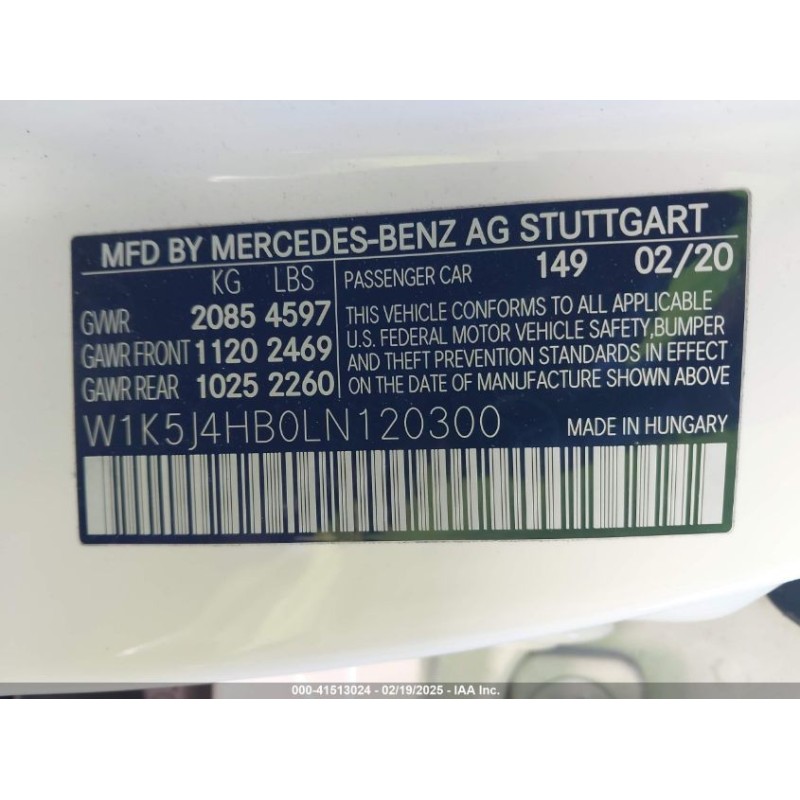 MFD BY MERCEDES-BENZ AG STUTTGART
KG LBS
GVWR 2085 4597
GAWR FRONT 1120 2469
GAWR REAR 1025 2260
PASSENGER CAR 149 02/20
THIS VEHICLE CONFORMS TO ALL APPLICABLE
U.S. FEDERAL MOTOR VEHICLE SAFETY,BUMPER
AND THEFT PREVENTION STANDARDS IN EFFECT
ON THE DATE OF MANUFACTURE SHOWN ABOVE
W1K5J4HB0LN120300 MADE IN HUNGARY
000-41513024 - 02/19/2025 - IAA Inc.